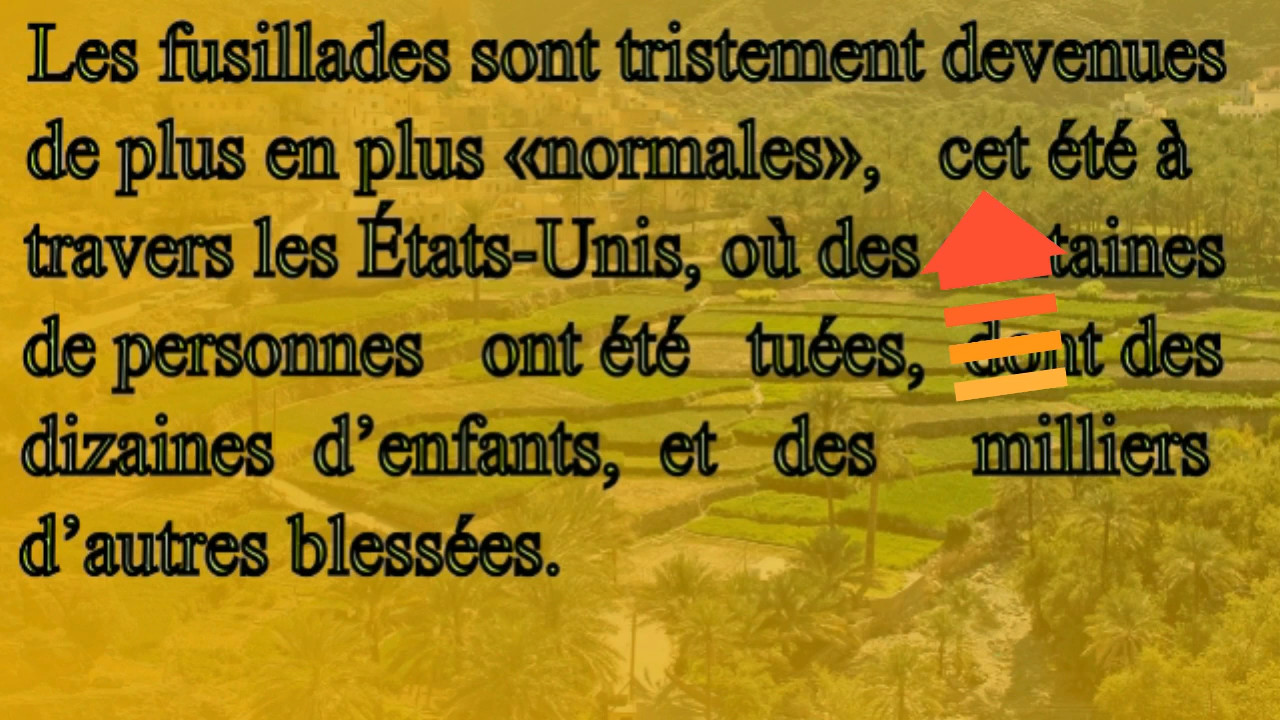 Les fusillades sont tristement devenues
de plus en plus «normales», cet été à
travers les États-Unis, où des
de personnes ont été tuées, dont des
dizaines d’enfants, et des milliers
d’autres blessées.